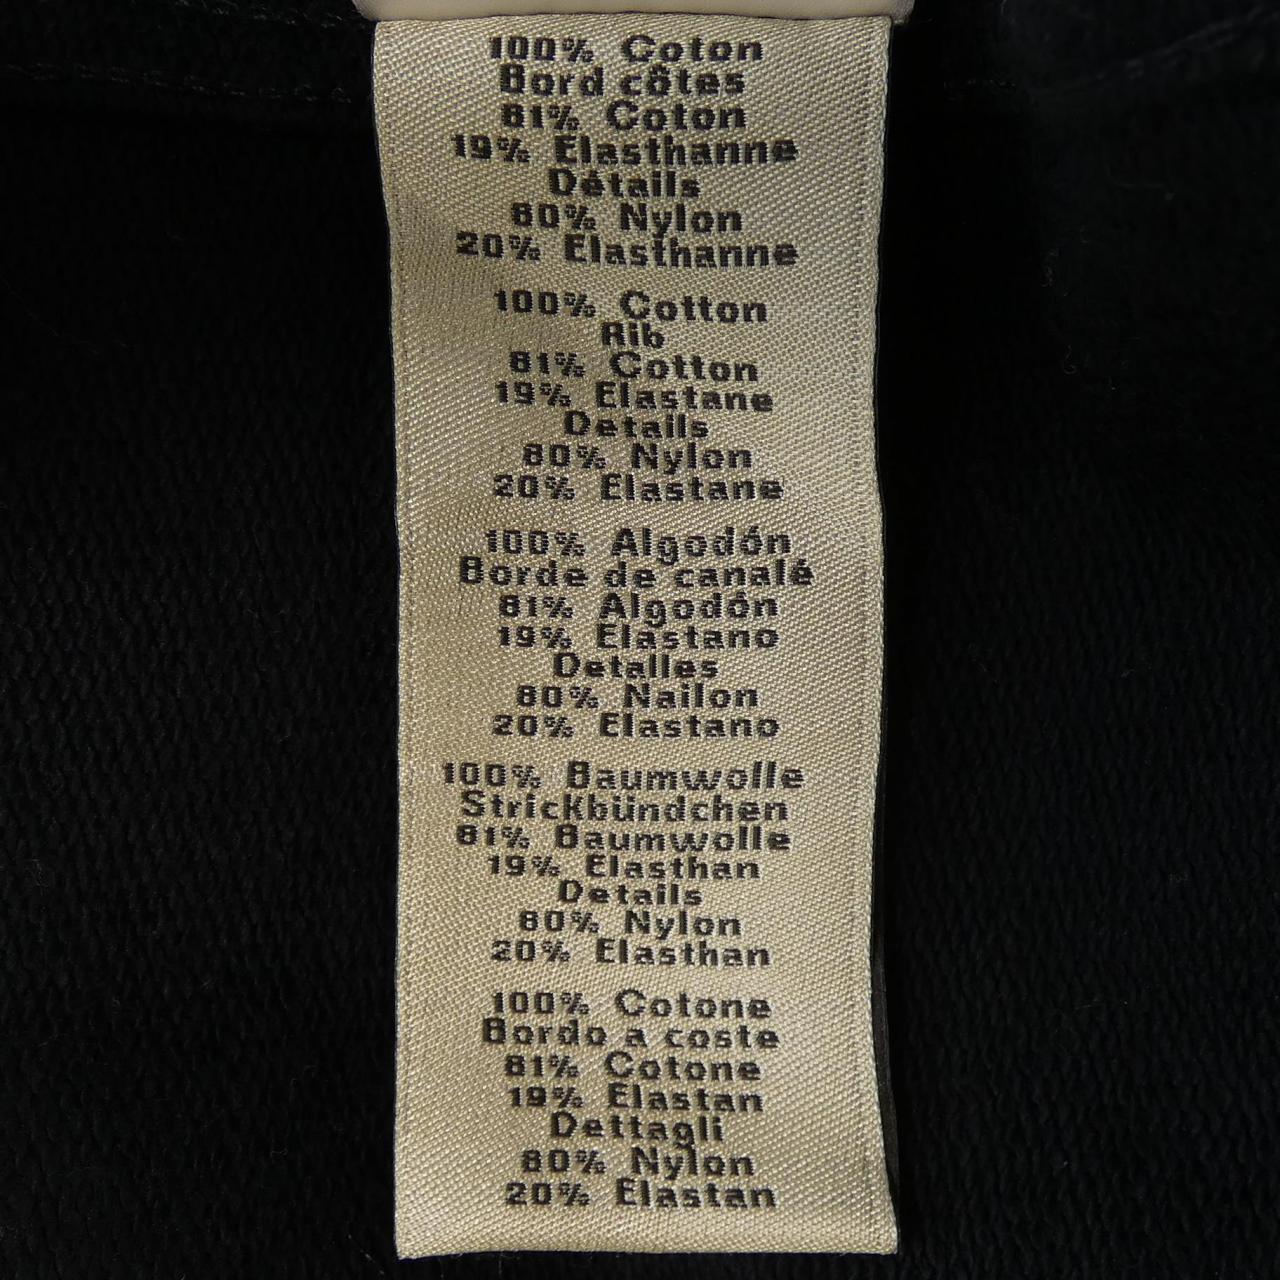 100% Coton
Bord côtes
81% Coton
19% Elasthanne
Détails
80% Nylon
20% Elasthanne
100% Cotton
Rib
81% Cotton
19% Elastane
Details
80% Nylon
20% Elastane
100% Algodón
Borde de canalé
81% Algodón
19% Elastano
Detalles
80% Nailon
20% Elastano
100% Baumwolle
Strickbündchen
81% Baumwolle
19% Elasthan
Details
80% Nylon
20% Elasthan
100% Cotone
Bordo a coste
81% Cotone
19% Elastan
Dettagli
80% Nylon
20% Elastan